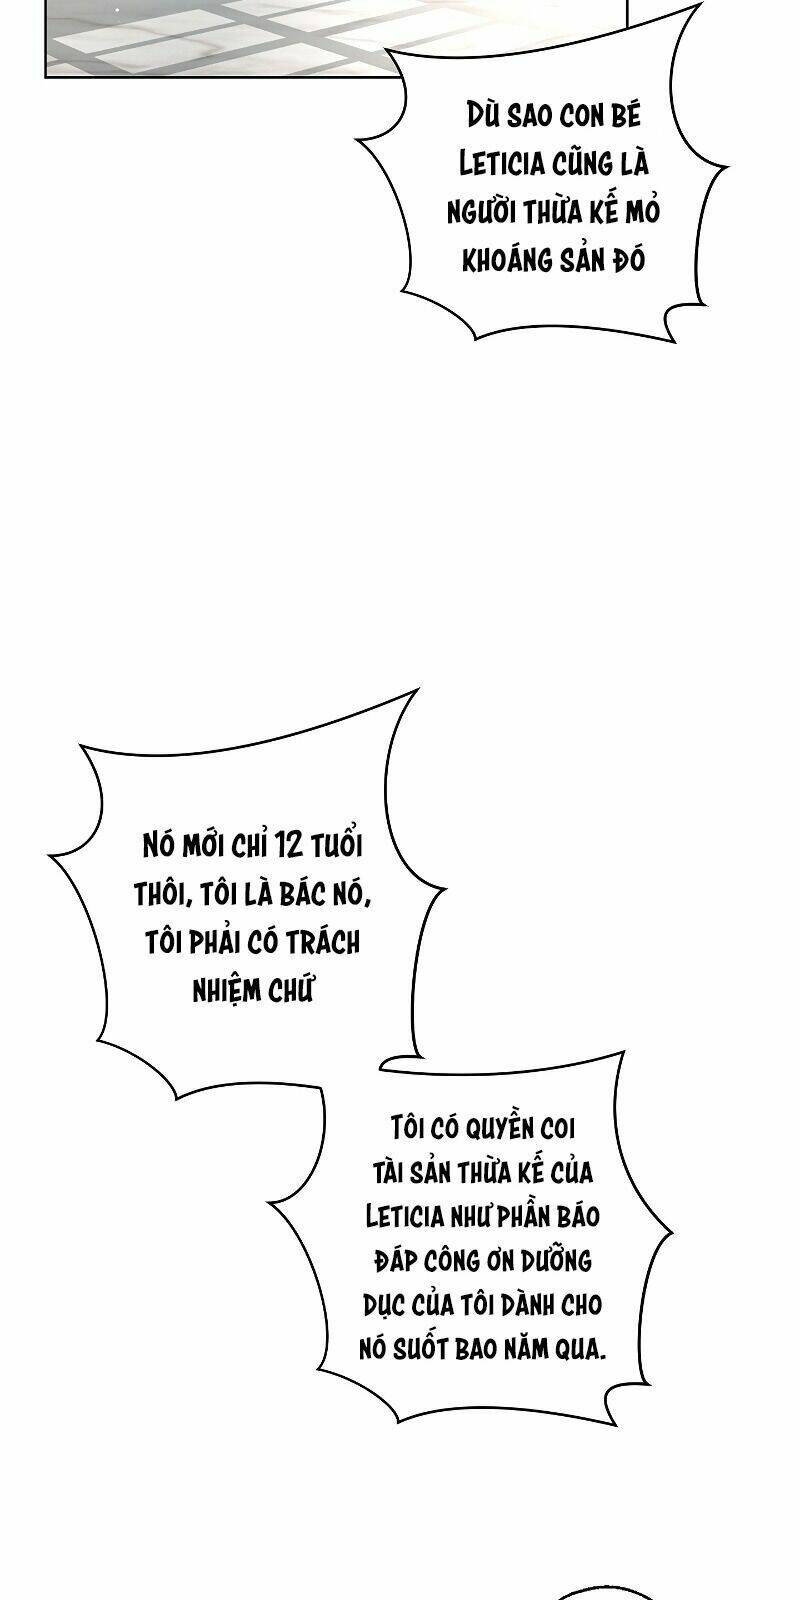 DÙ SAO CON BÉ
LETICIA CŨNG LÀ
NGƯỜI THỪA KẾ MỎ
KHOÁNG SẢN ĐÓ
NÓ MỚI CHỈ 12 TUỔI
THÔI, TÔI LÀ BÁC NÓ,
TÔI PHẢI CÓ TRÁCH
NHIỆM CHỨ
TÔI CÓ QUYỀN COI
TÀI SẢN THỪA KẾ CỦA
LETICIA NHƯ PHẦN BÁO
ĐÁP CÔNG ƠN DƯỠNG
DỤC CỦA TÔI DÀNH CHO
NÓ SUỐT BAO NĂM QUA.